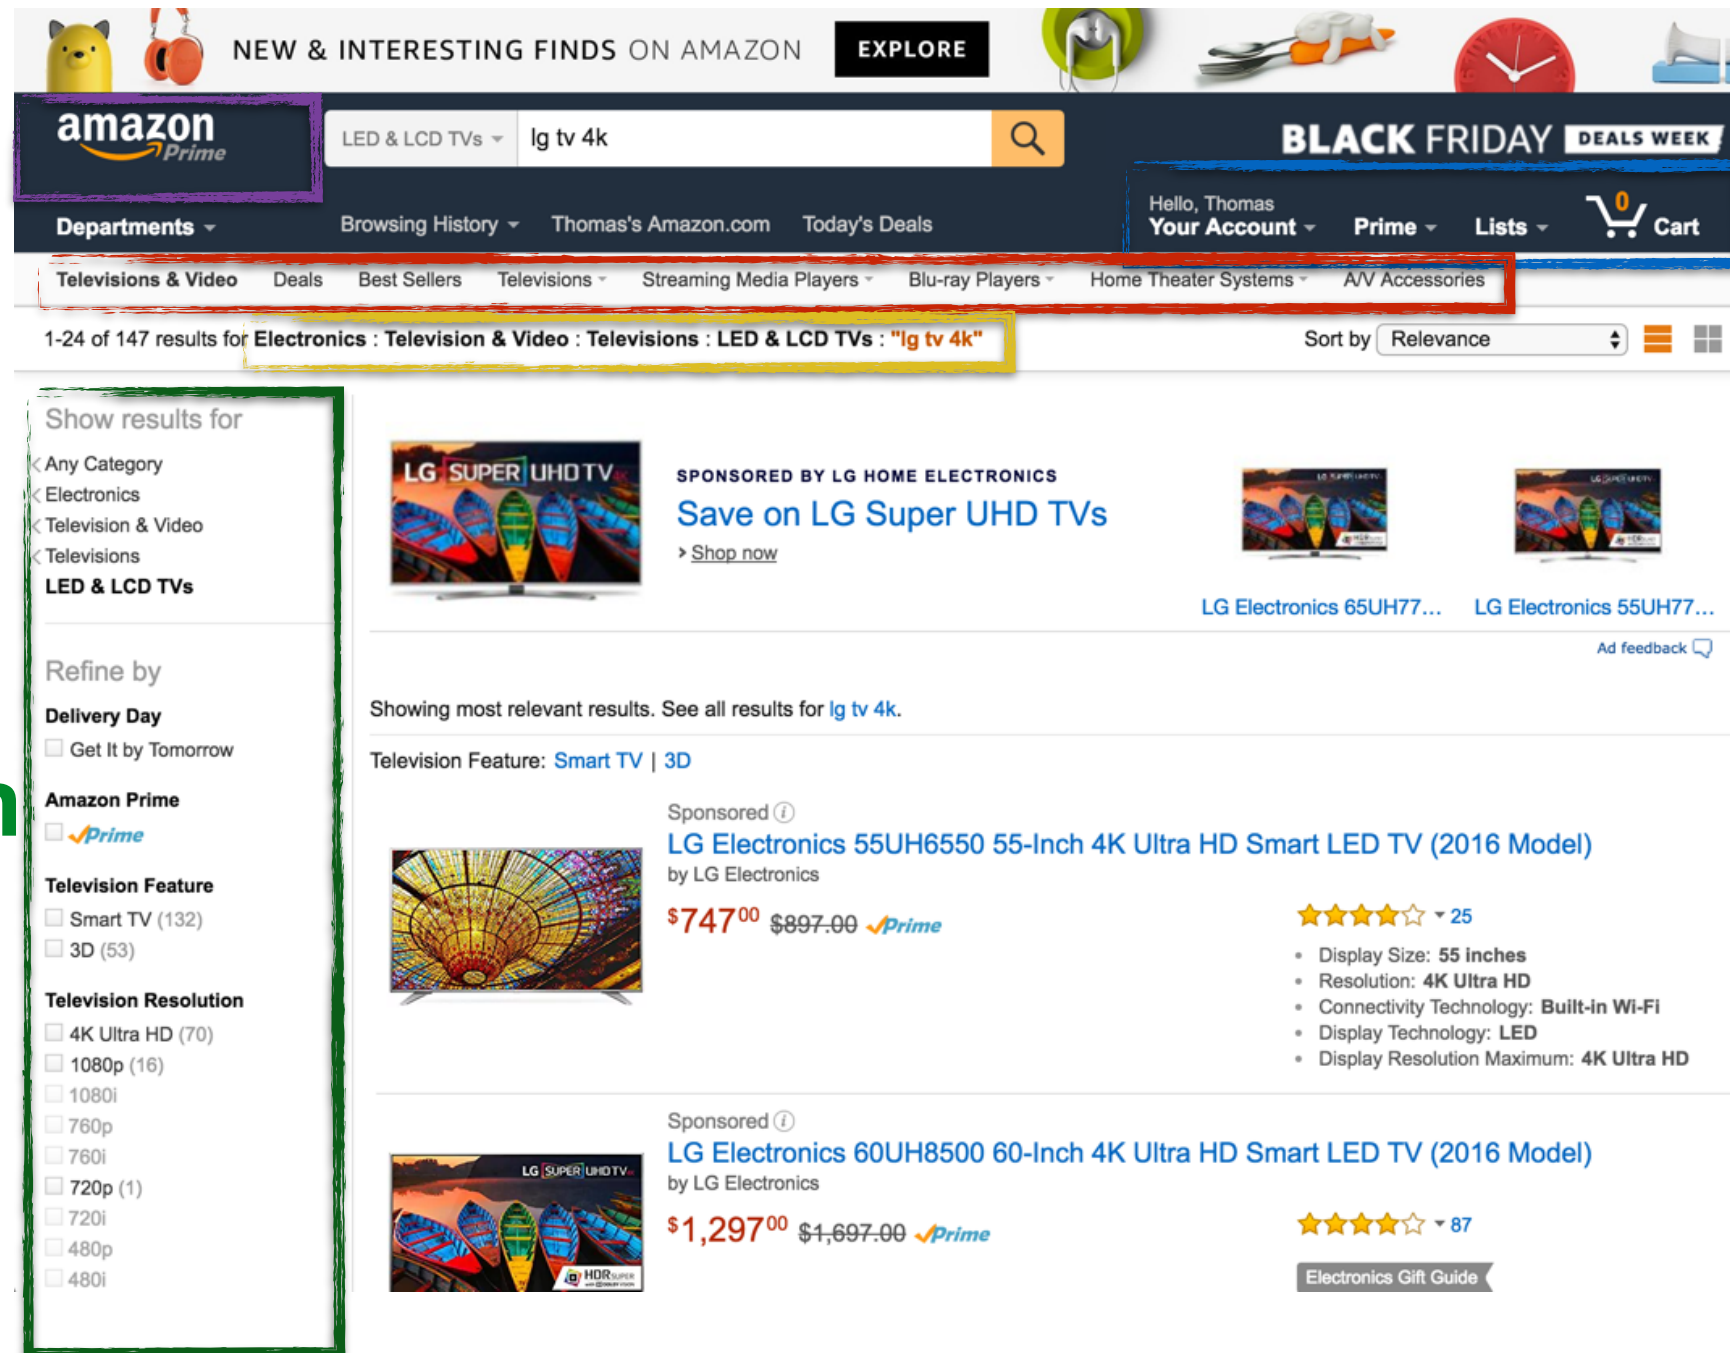 NEW & INTERESTING FINDS ON AMAZON EXPLORE
amazon Prime
LED & LCD TVs lg tv 4k
BLACK FRIDAY DEALS WEEK
Departments Browsing History Thomas's Amazon.com Today's Deals
Hello, Thomas
Your Account Prime Lists 0 Cart
Televisions & Video Deals Best Sellers Televisions Streaming Media Players Blu-ray Players Home Theater Systems A/V Accessories
1-24 of 147 results for Electronics : Television & Video : Televisions : LED & LCD TVs : "lg tv 4k"
Sort by Relevance
Show results for
Any Category
Electronics
Television & Video
Televisions
LED & LCD TVs
Refine by
Delivery Day
Get It by Tomorrow
Amazon Prime
Prime
Television Feature
Smart TV (132)
3D (53)
Television Resolution
4K Ultra HD (70)
1080p (16)
1080i
760p
760i
720p (1)
720i
480p
480i
n
LG SUPER UHD TV 4K
SPONSORED BY LG HOME ELECTRONICS
Save on LG Super UHD TVs
› Shop now
LG Electronics 65UH77...
LG Electronics 55UH77...
Ad feedback
Showing most relevant results. See all results for lg tv 4k.
Television Feature: Smart TV | 3D
Sponsored
LG Electronics 55UH6550 55-Inch 4K Ultra HD Smart LED TV (2016 Model)
by LG Electronics
$747 00 $897.00 Prime
25
• Display Size: 55 inches
• Resolution: 4K Ultra HD
• Connectivity Technology: Built-in Wi-Fi
• Display Technology: LED
• Display Resolution Maximum: 4K Ultra HD
Sponsored
LG Electronics 60UH8500 60-Inch 4K Ultra HD Smart LED TV (2016 Model)
by LG Electronics
$1,297 00 $1,697.00 Prime
87
Electronics Gift Guide
LG SUPER UHD TV
HDR SUPER